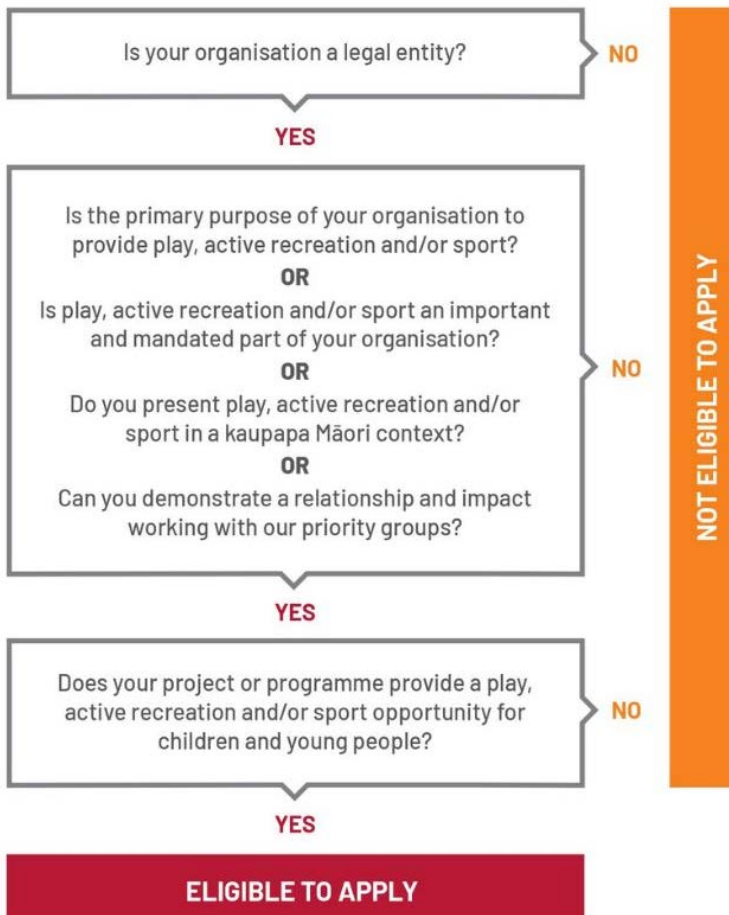 Is your organisation a legal entity?
NO
YES
Is the primary purpose of your organisation to
provide play, active recreation and/or sport?
OR
Is play, active recreation and/or sport an important
and mandated part of your organisation?
OR
Do you present play, active recreation and/or
sport in a kaupapa Māori context?
OR
Can you demonstrate a relationship and impact
working with our priority groups?
NO
YES
Does your project or programme provide a play,
active recreation and/or sport opportunity for
children and young people?
NO
YES
ELIGIBLE TO APPLY
NOT ELIGIBLE TO APPLY